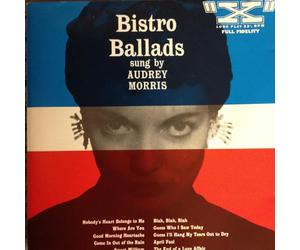 Bistro
Ballads
sung by
AUDREY
MORRIS
"X"
LONG PLAY 33⅓ RPM
FULL FIDELITY
Nobody's Heart Belongs to Me
Where Are You
Good Morning Heartache
Come In Out of the Rain
Sweet William
Blah, Blah, Blah
Guess Who I Saw Today
Guess I'll Hang My Tears Out to Dry
April Fool
The End of a Love Affair